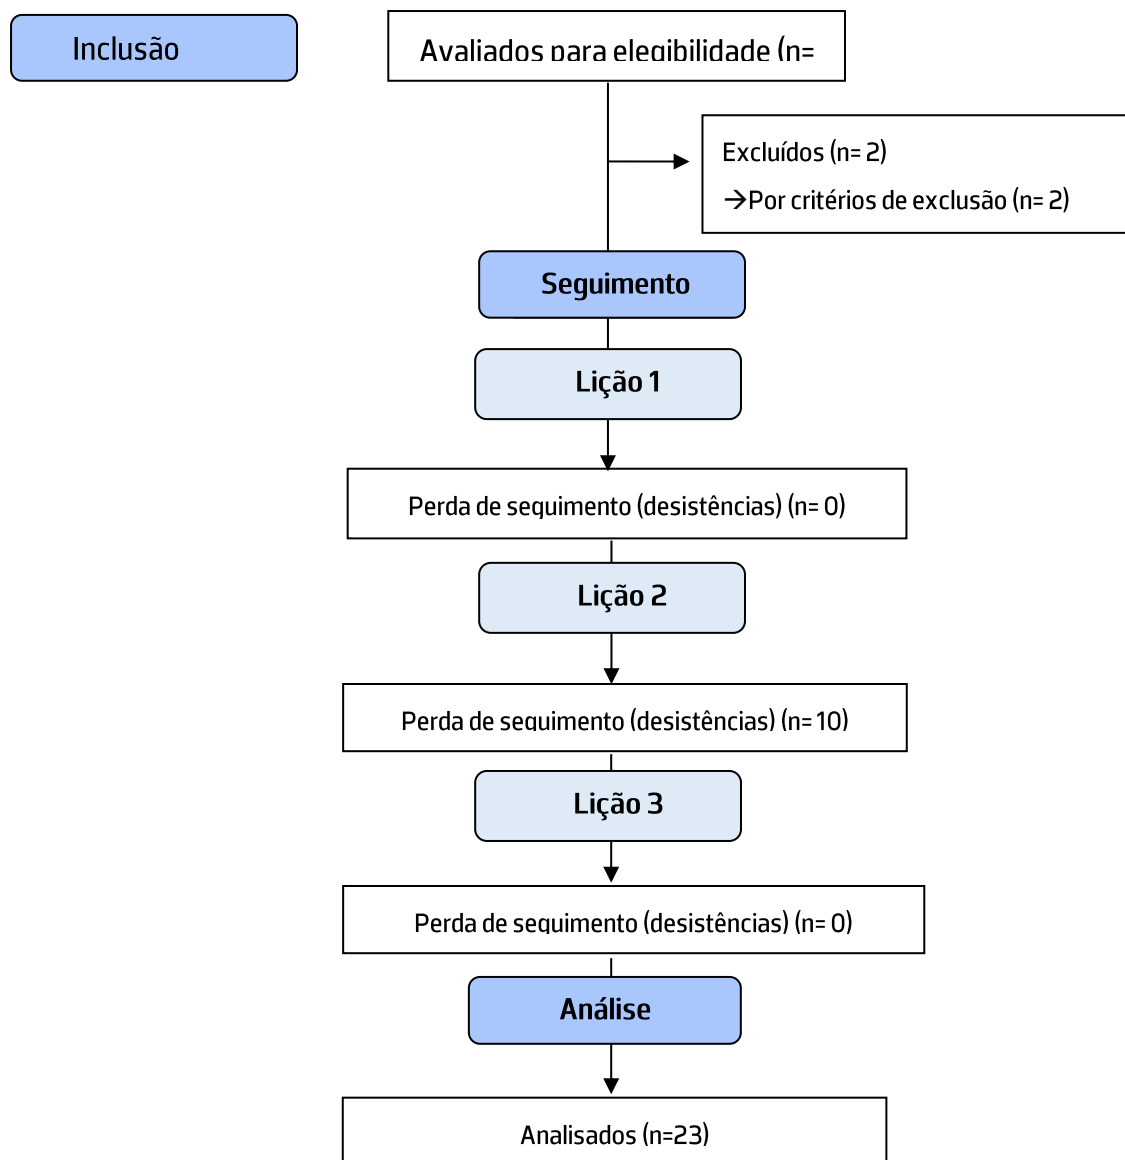 Inclusão
Avaliados para elegibilidade (n=
Excluídos (n= 2)
→Por critérios de exclusão (n= 2)
Seguimento
Lição 1
Perda de seguimento (desistências) (n= 0)
Lição 2
Perda de seguimento (desistências) (n= 10)
Lição 3
Perda de seguimento (desistências) (n= 0)
Análise
Analisados (n=23)